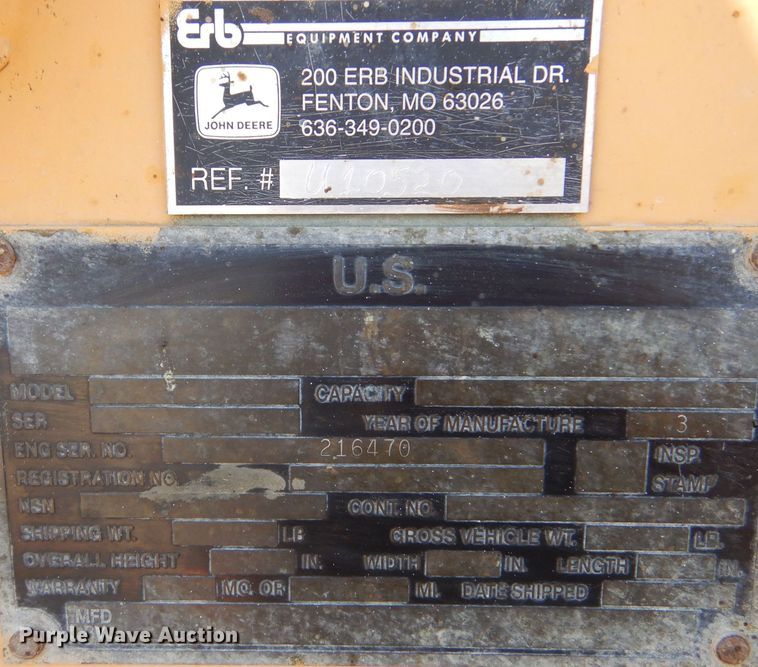 Erb EQUIPMENT COMPANY
JOHN DEERE
200 ERB INDUSTRIAL DR.
FENTON, MO 63026
636-349-0200
REF. # U10520
U.S.
MODEL CAPACITY
SER. YEAR OF MANUFACTURE 3
ENG SER. NO. 216470 INSP.
REGISTRATION NO. STAMP
NSN CONT. NO.
SHIPPING WT. LB CROSS VEHICLE WT. LB.
OVERALL HEIGHT IN. WIDTH IN. LENGTH IN.
WARRANTY MO. OR MI. DATE SHIPPED
MFD
Purple Wave Auction